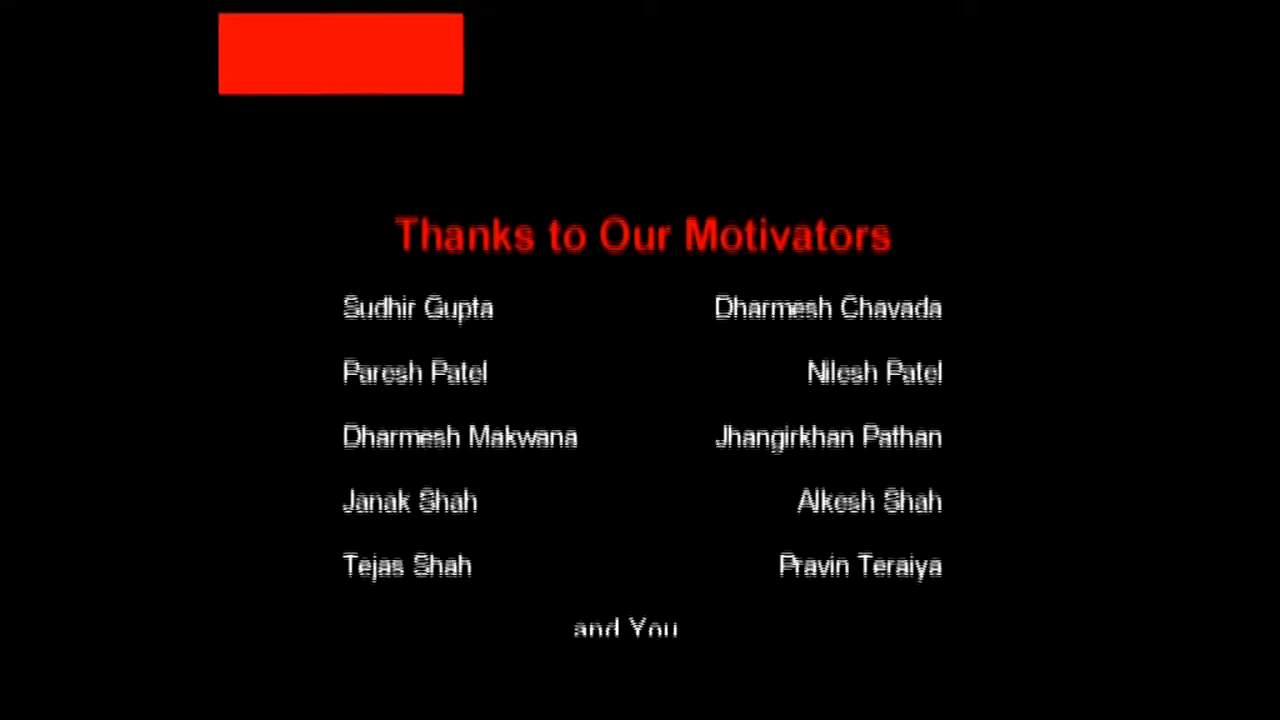 Thanks to Our Motivators
Sudhir Gupta Dharmesh Chavada
Paresh Patel Nilesh Patel
Dharmesh Makwana Jhangirkhan Pathan
Janak Shah Alkesh Shah
Tejas Shah Pravin Teraiya
and You